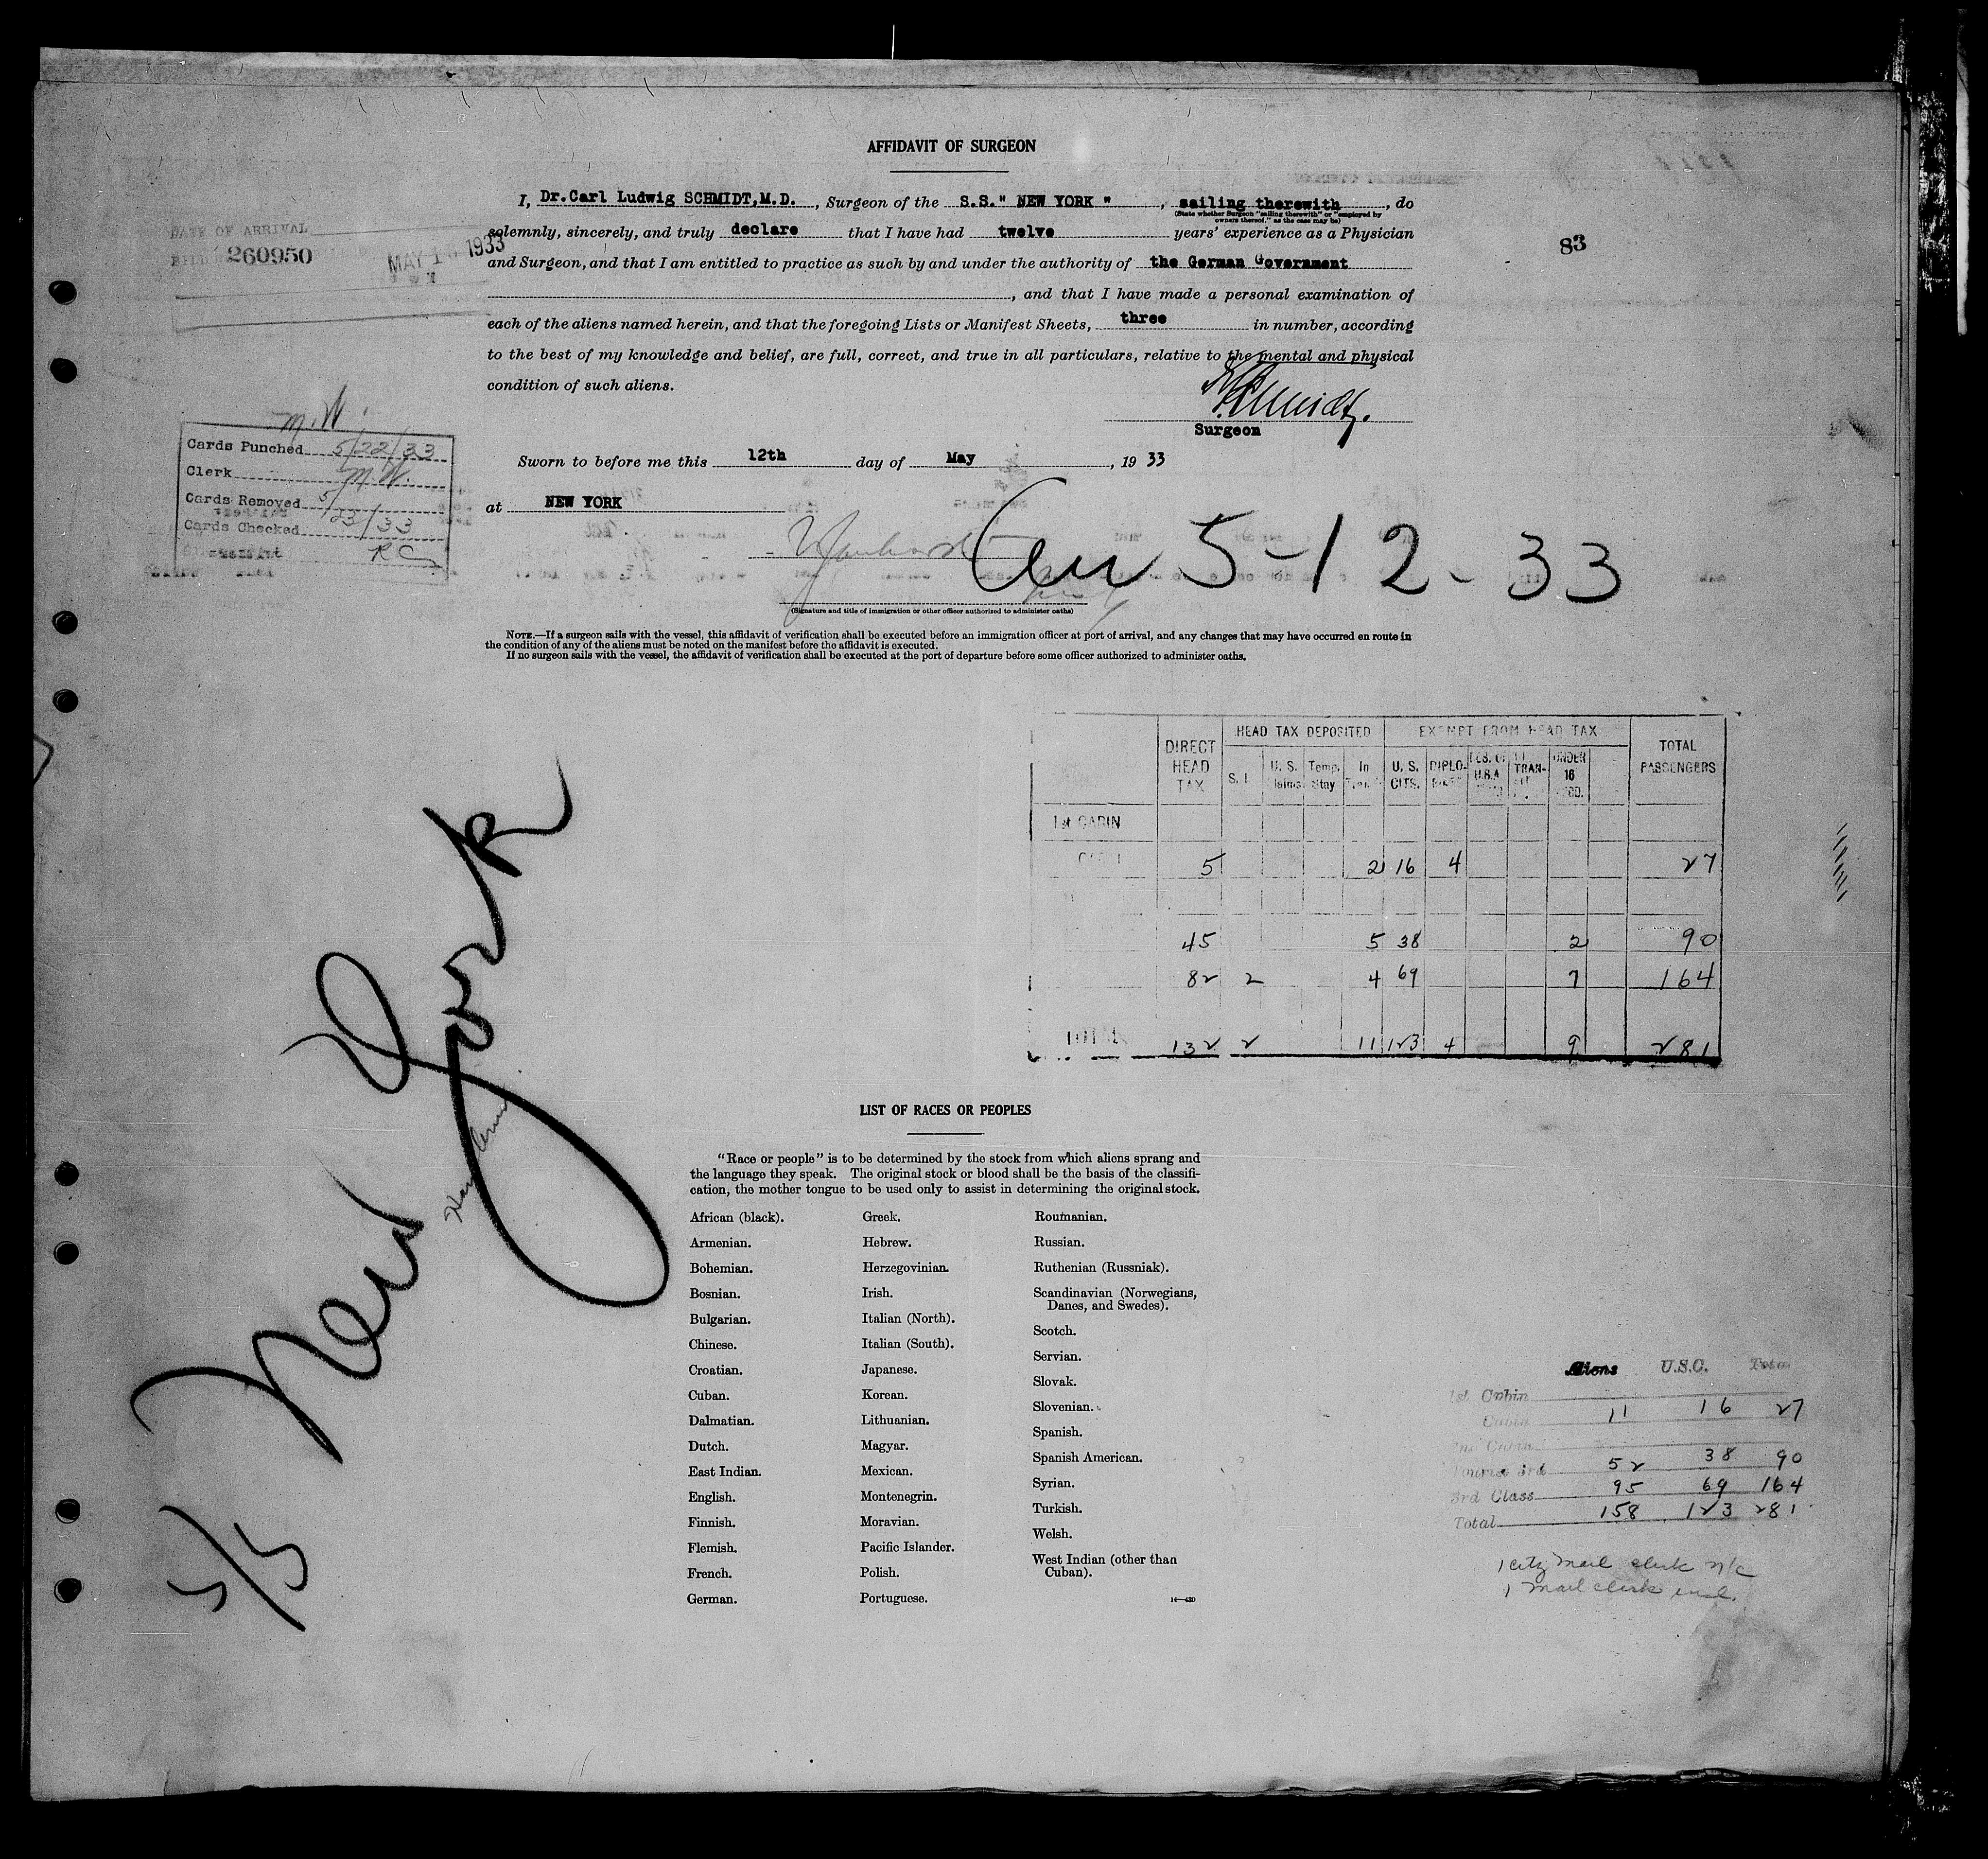 AFFIDAVIT OF SURGEON
I, Dr.Carl Ludwig SCHMIDT,M.D. , Surgeon of the S.S." NEW YORK " , sailing therewith , do
(State whether Surgeon "sailing therewith" or "employed by
owners thereof," as the case may be)
solemnly, sincerely, and truly declare that I have had twelve years' experience as a Physician
and Surgeon, and that I am entitled to practice as such by and under the authority of the German Government
, and that I have made a personal examination of
each of the aliens named herein, and that the foregoing Lists or Manifest Sheets, three in number, according
to the best of my knowledge and belief, are full, correct, and true in all particulars, relative to the mental and physical
condition of such aliens.
Schmidt.
Surgeon
Sworn to before me this 12th day of May , 19 33
at NEW YORK
5-12-33
(Signature and title of immigration or other officer authorized to administer oaths)
NOTE.—If a surgeon sails with the vessel, this affidavit of verification shall be executed before an immigration officer at port of arrival, and any changes that may have occurred en route in
the condition of any of the aliens must be noted on the manifest before the affidavit is executed.
If no surgeon sails with the vessel, the affidavit of verification shall be executed at the port of departure before some officer authorized to administer oaths.
DATE OF ARRIVAL
260950
MAY 1 1933
83
M.W.
Cards Punched 5/22/33
Clerk M.W.
Cards Removed 5/23/33
Cards Checked
RC
DIRECT HEAD TAX
HEAD TAX DEPOSITED
EXEMPT FROM HEAD TAX
TOTAL PASSENGERS
S. I. U. S. Temp. Stay In U. S. CITS. DIPLO- U.S.A TRAN- UNDER 16
1st CABIN
5 2 16 4 27
45 5 38 2 90
82 2 4 69 7 164
TOTAL 132 2 11 123 4 9 281
New York
5/5
LIST OF RACES OR PEOPLES
"Race or people" is to be determined by the stock from which aliens sprang and
the language they speak. The original stock or blood shall be the basis of the classifi-
cation, the mother tongue to be used only to assist in determining the original stock.
African (black).
Armenian.
Bohemian.
Bosnian.
Bulgarian.
Chinese.
Croatian.
Cuban.
Dalmatian.
Dutch.
East Indian.
English.
Finnish.
Flemish.
French.
German.
Greek.
Hebrew.
Herzegovinian.
Irish.
Italian (North).
Italian (South).
Japanese.
Korean.
Lithuanian.
Magyar.
Mexican.
Montenegrin.
Moravian.
Pacific Islander.
Polish.
Portuguese.
Roumanian.
Russian.
Ruthenian (Russniak).
Scandinavian (Norwegians,
Danes, and Swedes).
Scotch.
Servian.
Slovak.
Slovenian.
Spanish.
Spanish American.
Syrian.
Turkish.
Welsh.
West Indian (other than
Cuban).
14—430
Aliens U.S.C. Total
1st Cabin
Cabin 11 16 27
2nd Cabin
Tourist 3rd 52 38 90
3rd Class 95 69 164
Total 158 123 281
1 city mail clerk n/c
1 mail clerk incl.